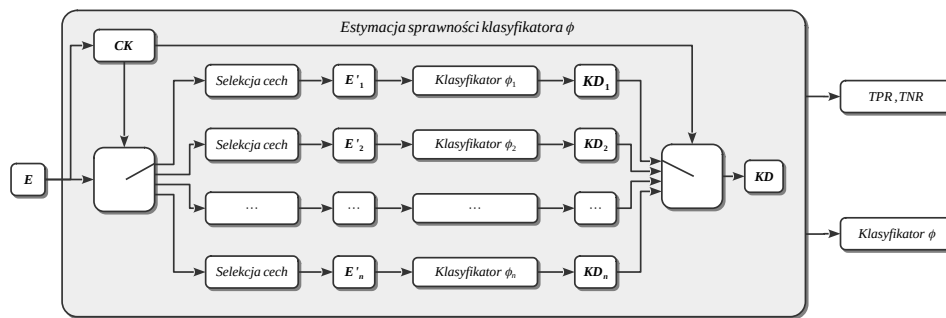 Estymacja sprawności klasyfikatora ϕ
CK
Selekcja cech E'₁ Klasyfikator ϕ₁ KD₁
TPR ,TNR
Selekcja cech E'₂ Klasyfikator ϕ₂ KD₂
E
KD
... ... ... ...
Klasyfikator ϕ
Selekcja cech E'ₙ Klasyfikator ϕₙ KDₙ